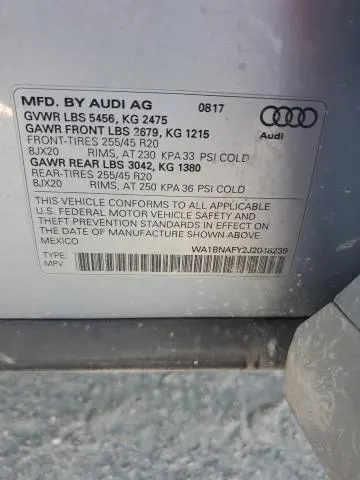 MFD. BY AUDI AG 0817
GVWR LBS 5456, KG 2475
GAWR FRONT LBS 2679, KG 1215
FRONT-TIRES 255/45 R20
8JX20 RIMS, AT 230 KPA 33 PSI COLD
GAWR REAR LBS 3042, KG 1380
REAR-TIRES 255/45 R20
8JX20 RIMS, AT 250 KPA 36 PSI COLD
THIS VEHICLE CONFORMS TO ALL APPLICABLE
U.S. FEDERAL MOTOR VEHICLE SAFETY AND
THEFT PREVENTION STANDARDS IN EFFECT ON
THE DATE OF MANUFACTURE SHOWN ABOVE.
MEXICO
TYPE:
MPV
Audi